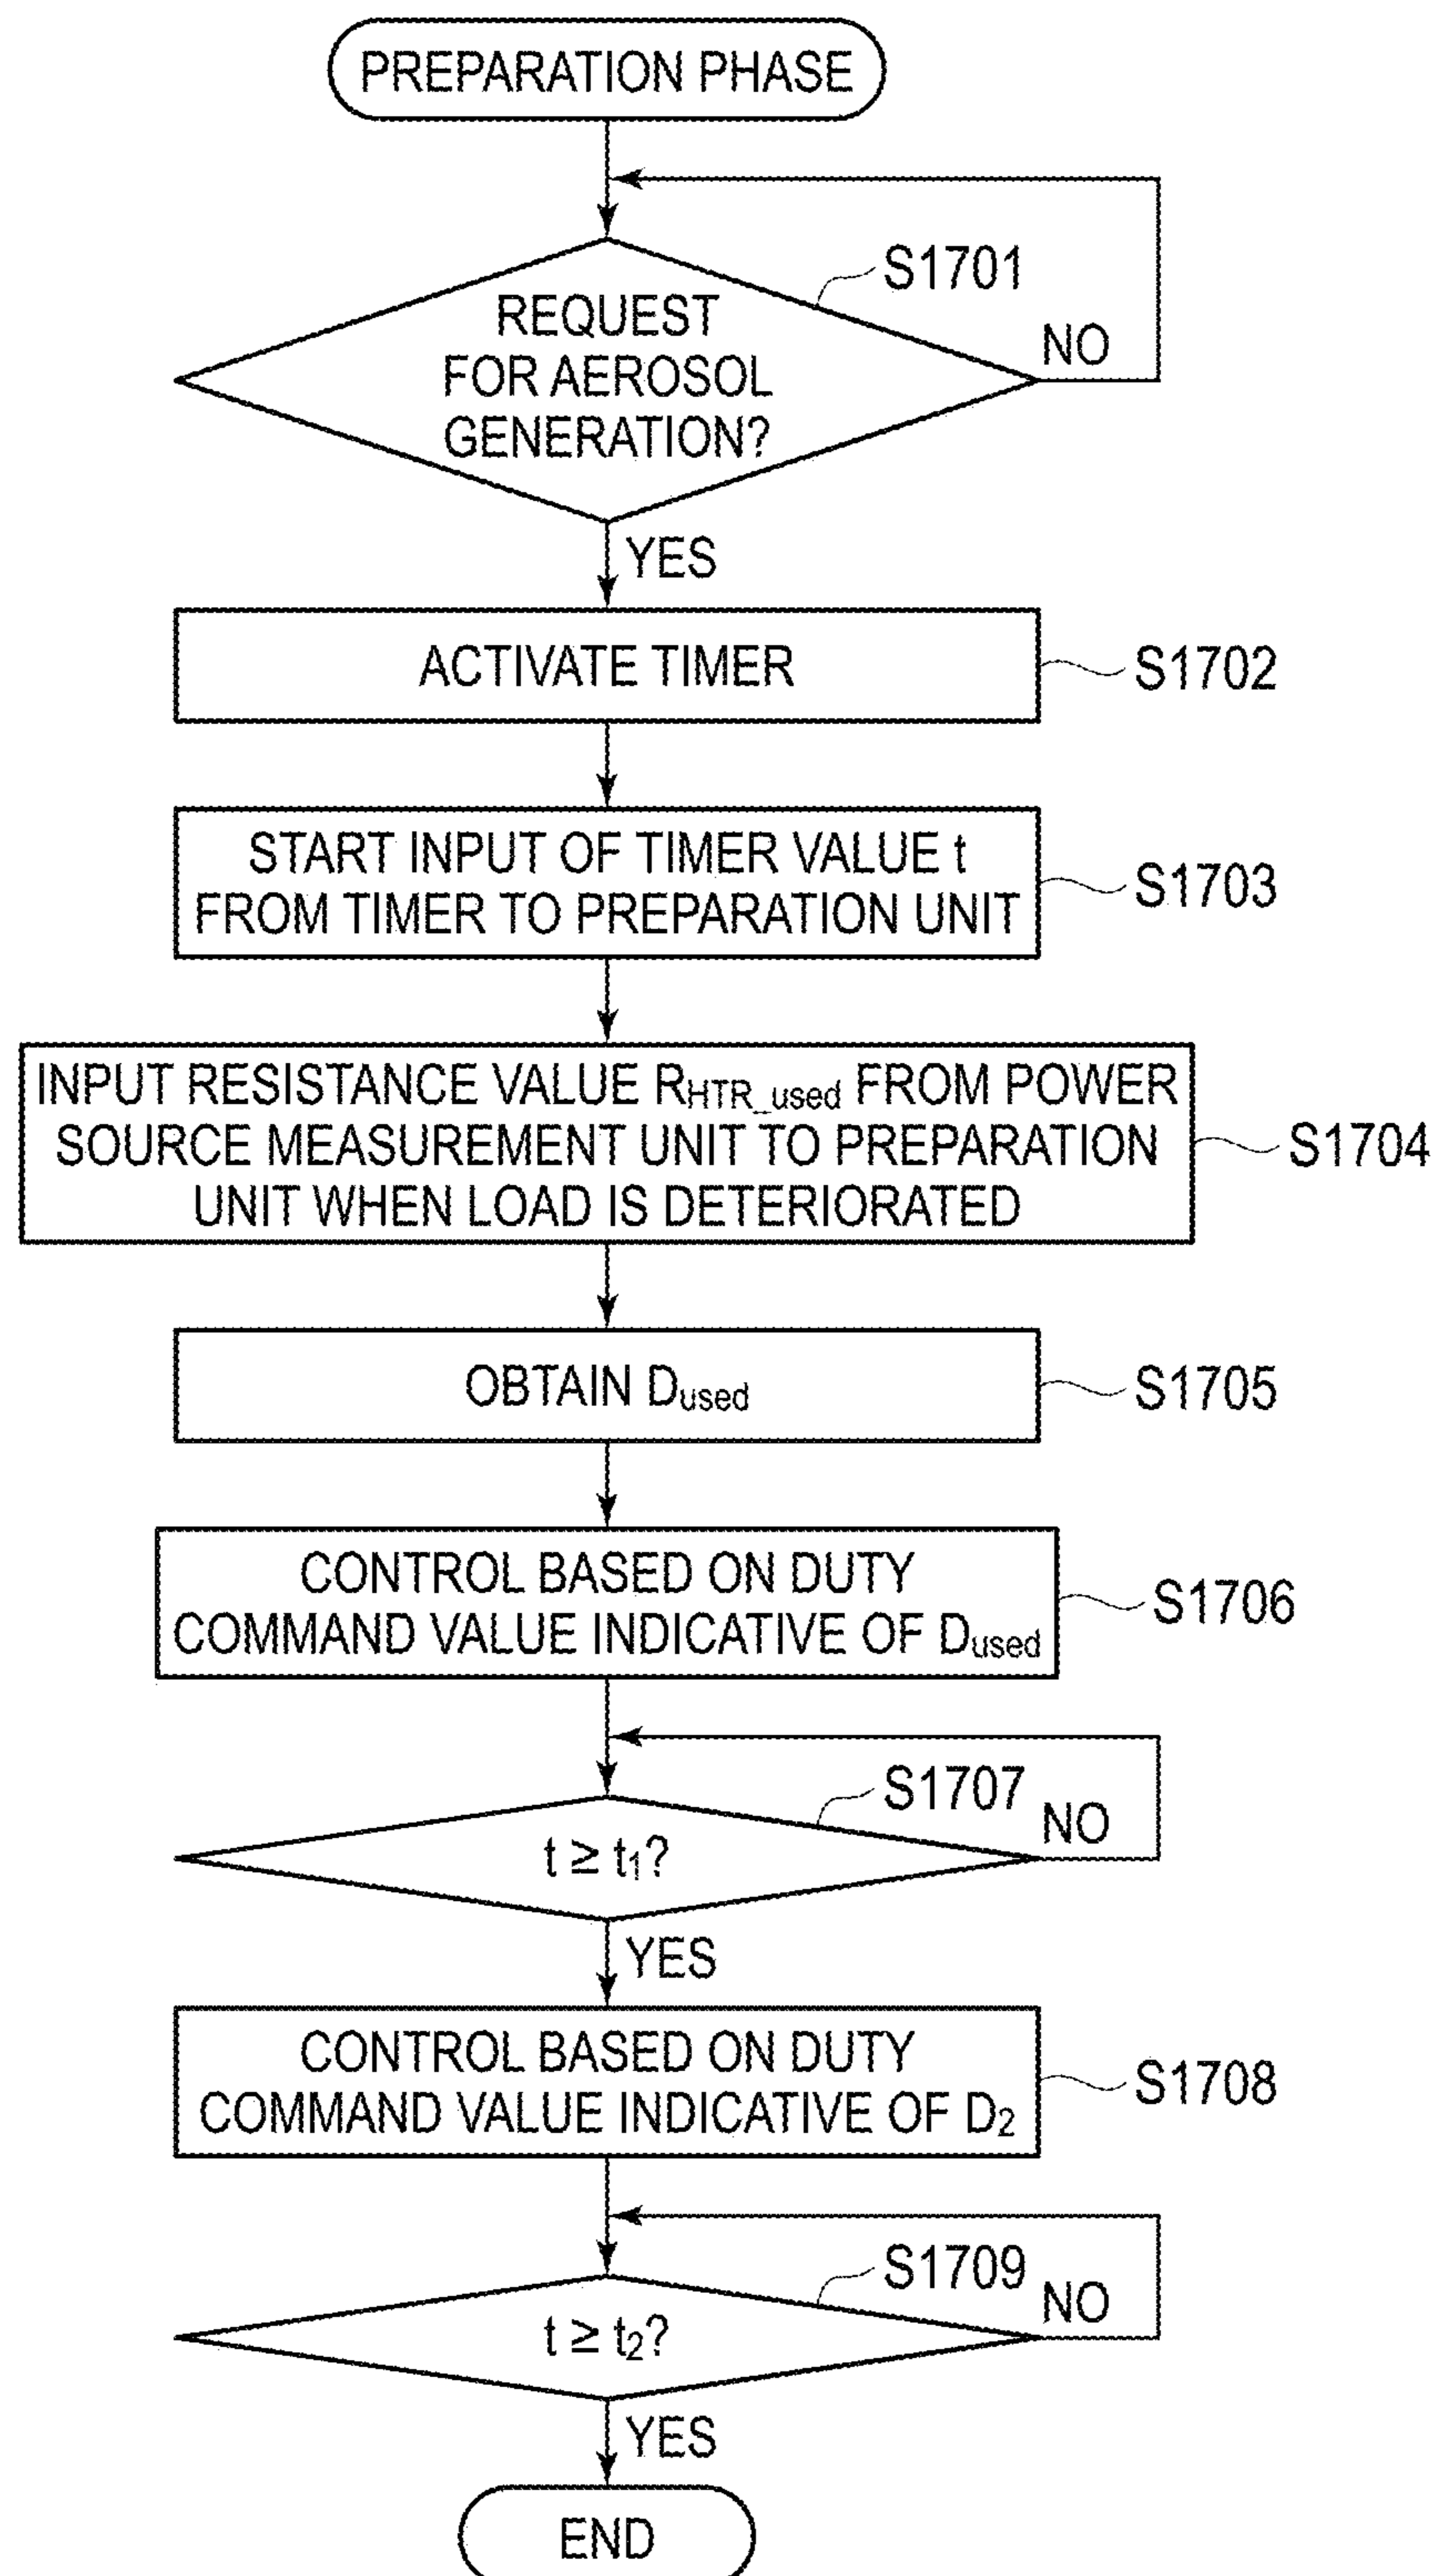 PREPARATION PHASE
S1701
REQUEST
FOR AEROSOL
GENERATION?
NO
YES
ACTIVATE TIMER
S1702
START INPUT OF TIMER VALUE t
FROM TIMER TO PREPARATION UNIT
S1703
INPUT RESISTANCE VALUE R_HTR_used FROM POWER
SOURCE MEASUREMENT UNIT TO PREPARATION
UNIT WHEN LOAD IS DETERIORATED
S1704
OBTAIN D_used
S1705
CONTROL BASED ON DUTY
COMMAND VALUE INDICATIVE OF D_used
S1706
S1707
t ≥ t₁?
NO
YES
CONTROL BASED ON DUTY
COMMAND VALUE INDICATIVE OF D₂
S1708
S1709
t ≥ t₂?
NO
YES
END